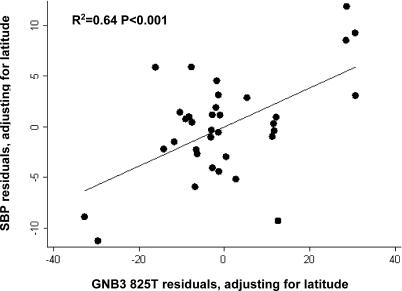 R²=0.64 P<0.001
SBP residuals, adjusting for latitude
10
5
0
-5
-10
-40 -20 0 20 40
GNB3 825T residuals, adjusting for latitude